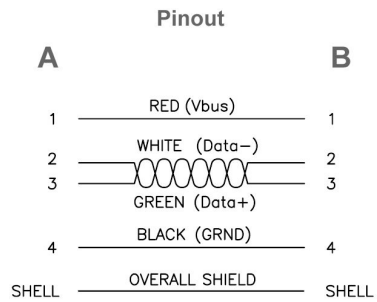 Pinout
A B
1 RED (Vbus) 1
WHITE (Data−)
2 2
3 3
GREEN (Data+)
4 BLACK (GRND) 4
SHELL OVERALL SHIELD SHELL